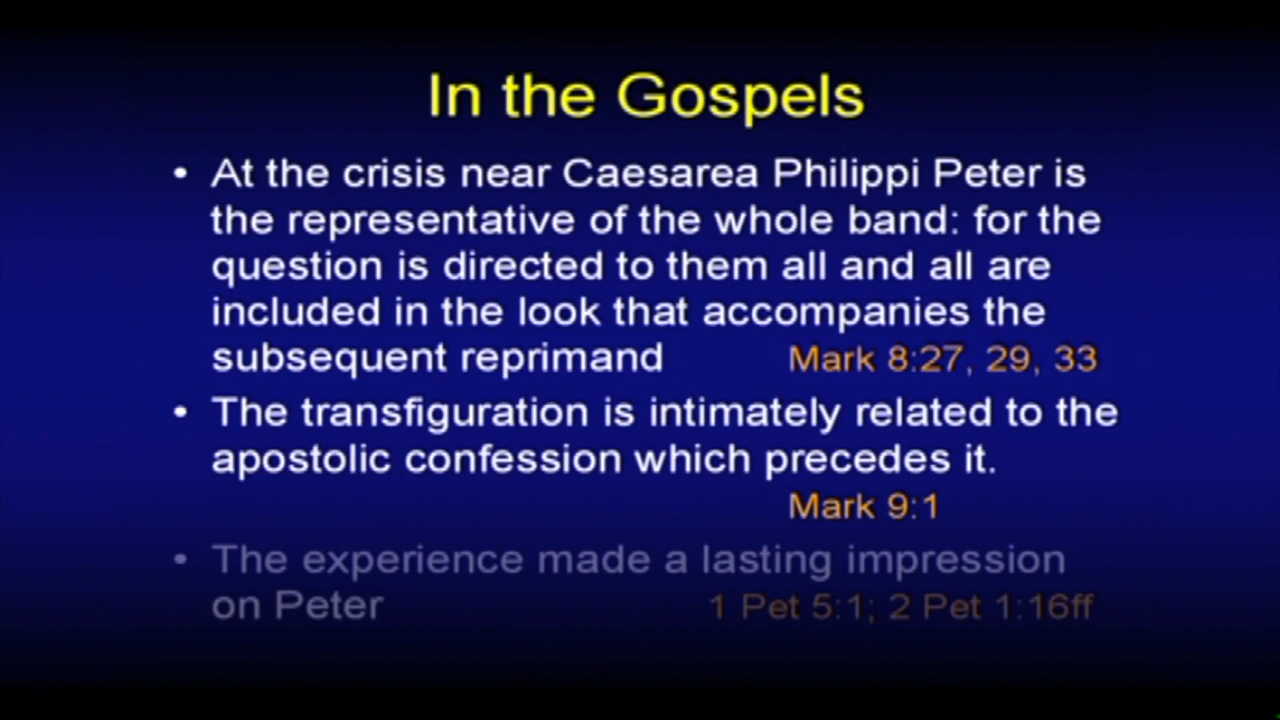 In the Gospels
• At the crisis near Caesarea Philippi Peter is
the representative of the whole band: for the
question is directed to them all and all are
included in the look that accompanies the
subsequent reprimand Mark 8:27, 29, 33
• The transfiguration is intimately related to the
apostolic confession which precedes it.
Mark 9:1
• The experience made a lasting impression
on Peter 1 Pet 5:1; 2 Pet 1:16ff